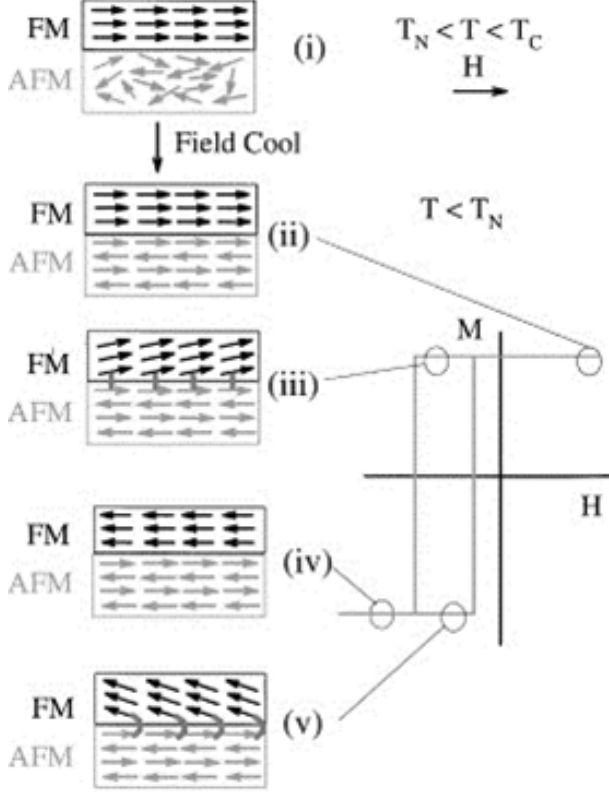 FM
AFM
(i)
T_N < T < T_C
H
Field Cool
FM
AFM
(ii)
T < T_N
FM
AFM
(iii)
M
H
FM
AFM
(iv)
FM
AFM
(v)